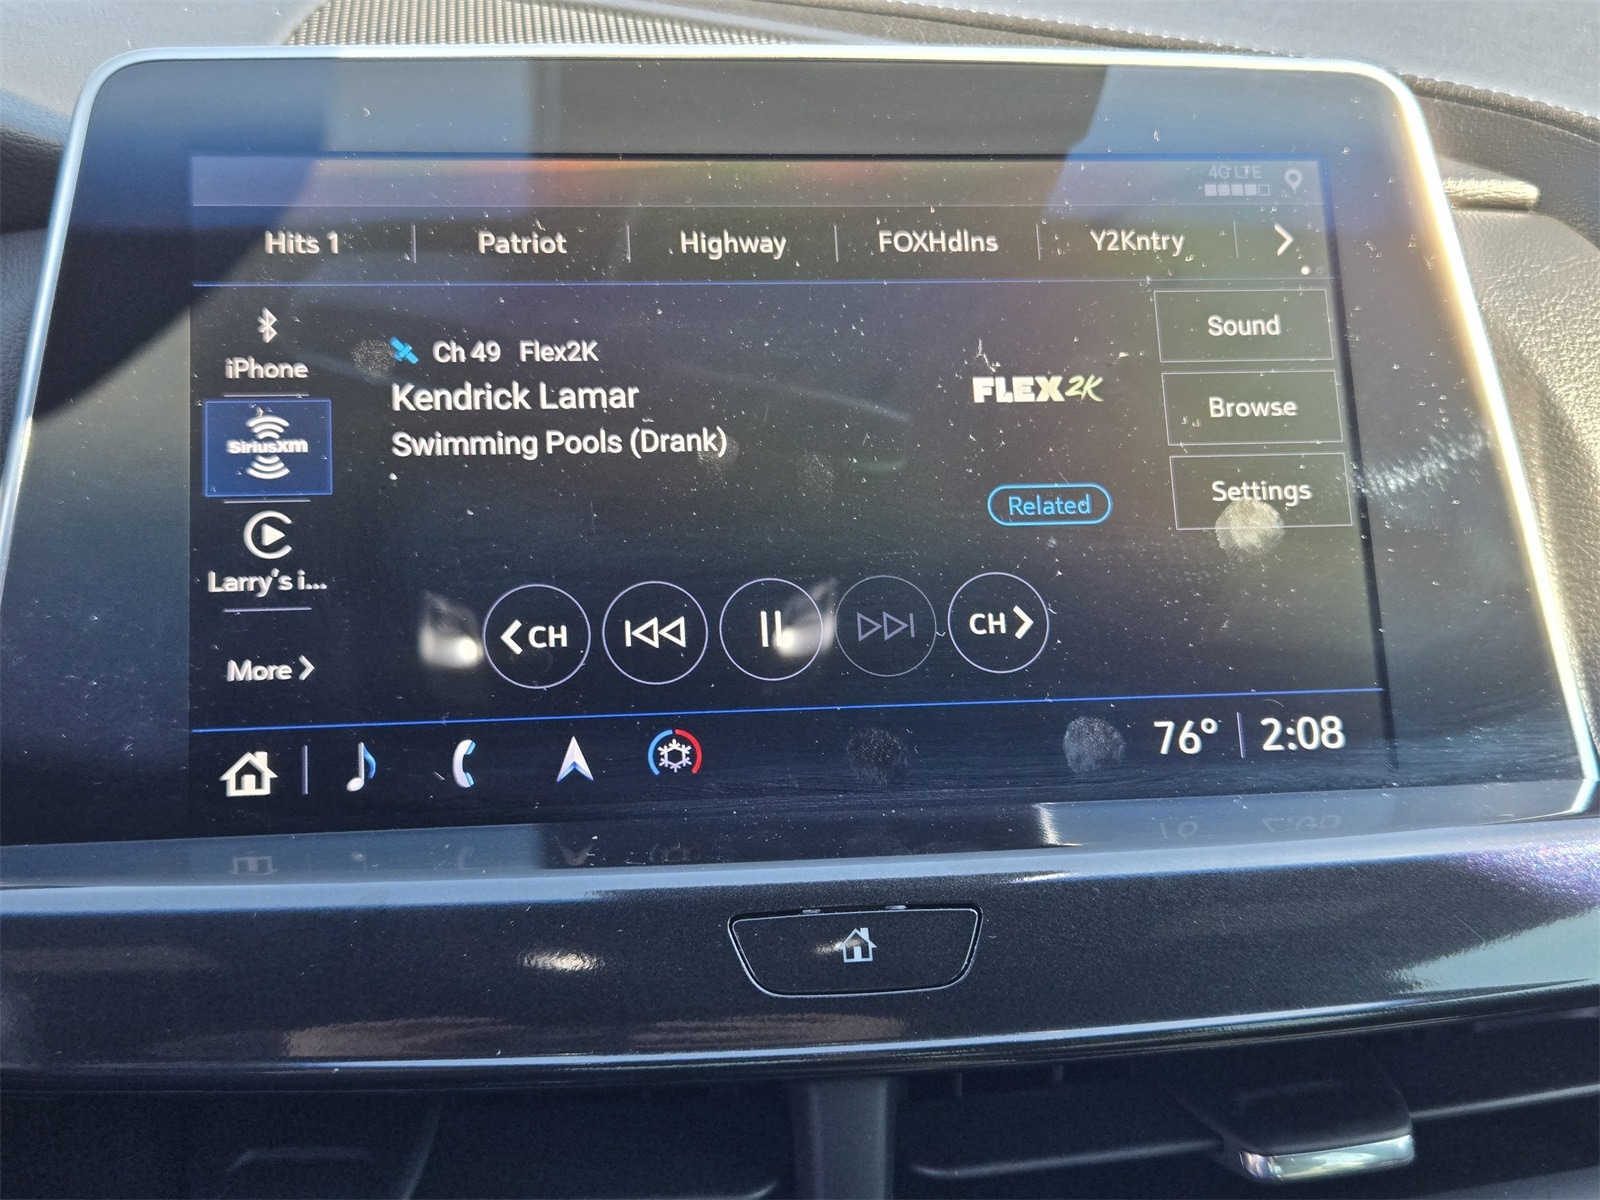 4G LTE
Hits 1
Patriot
Highway
FOXHdlns
Y2Kntry
iPhone
SiriusXM
Larry's i...
More
Ch 49 Flex2K
Kendrick Lamar
Swimming Pools (Drank)
FLEX2K
Related
Sound
Browse
Settings
CH
CH
76° 2:08